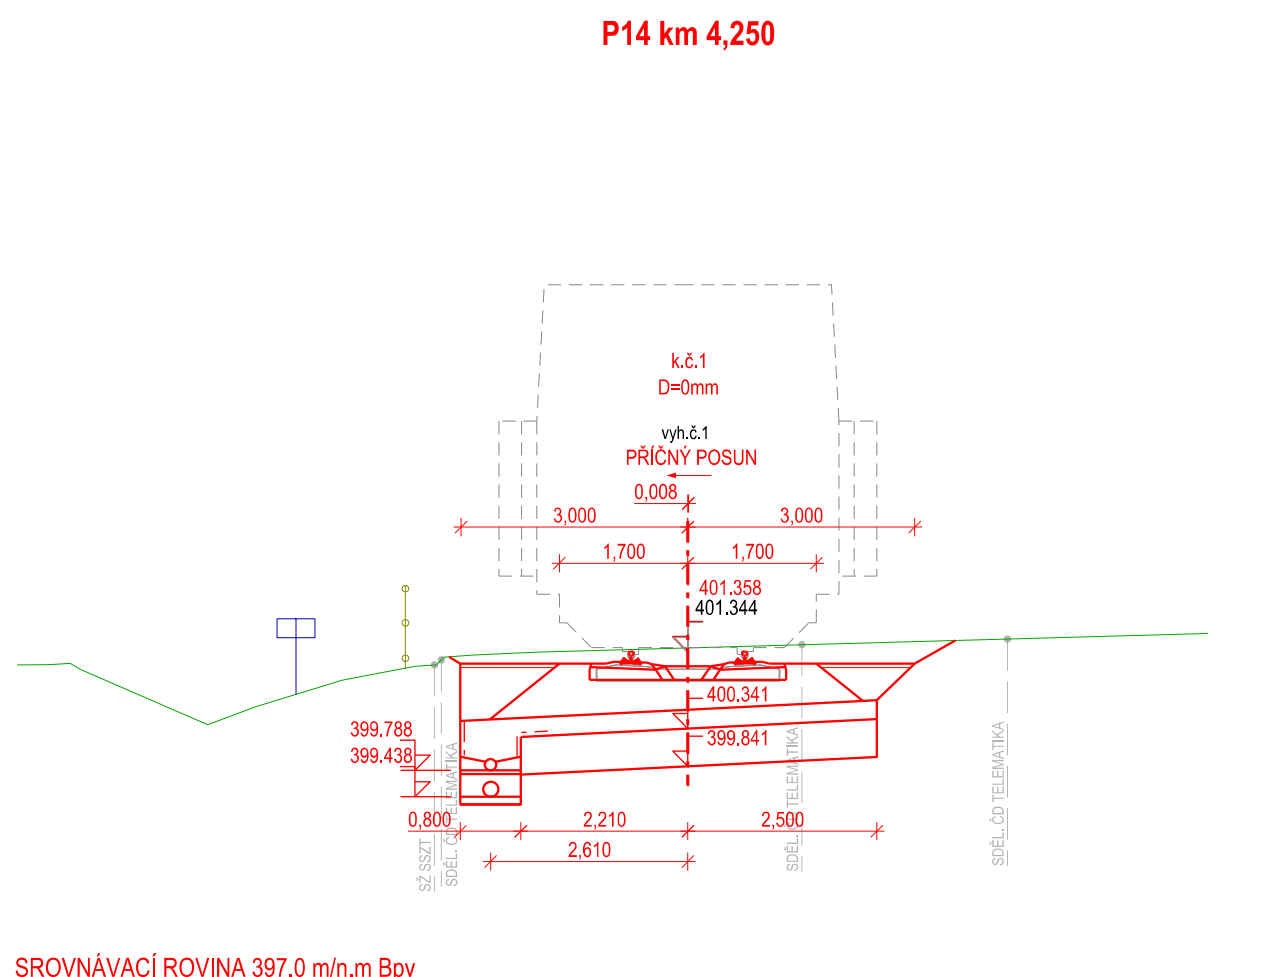 P14 km 4,250
k.č.1
D=0mm
vyh.č.1
PŘÍČNÝ POSUN
0,008
3,000
3,000
1,700
1,700
401.358
401.344
400.341
399.788
399.841
399.438
0,800
2,210
2,500
2,610
SŽ SSZT
SDĚL. ČD TELEMATIKA
SDĚL. ČD TELEMATIKA
SDĚL. ČD TELEMATIKA
SROVNÁVACÍ ROVINA 397.0 m/n.m Bpv